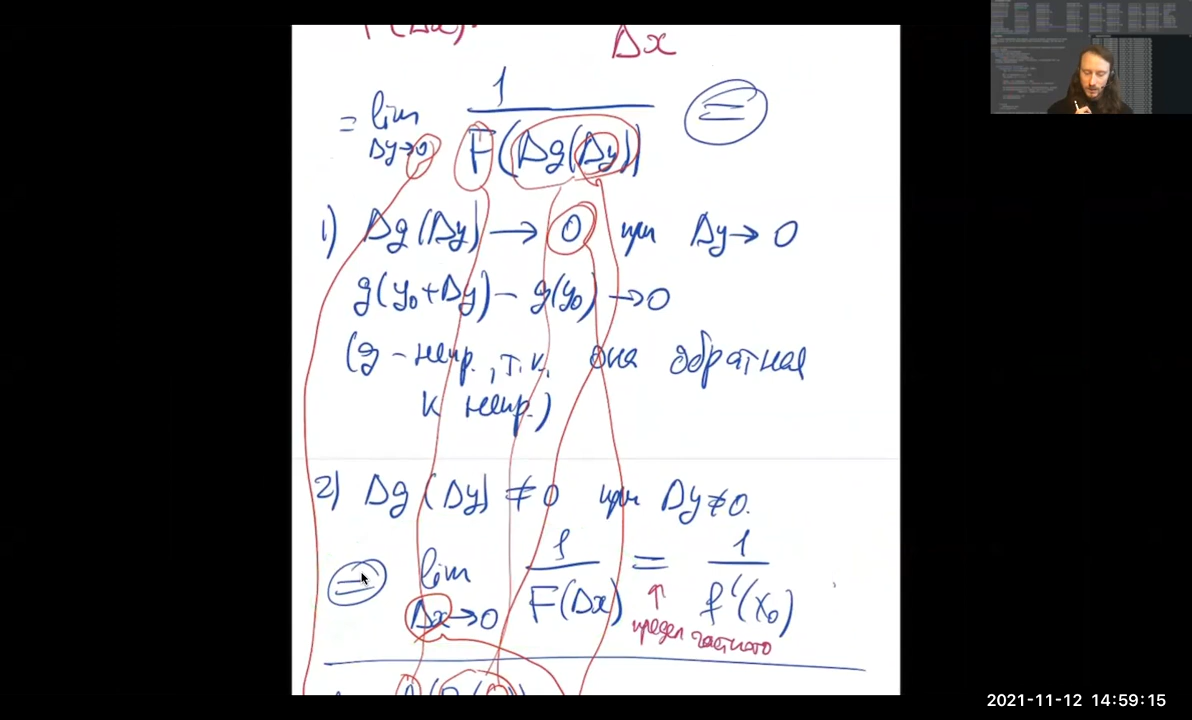 Δx
= lim Δy→0 1 / F(Δg(Δy)) =
1) Δg(Δy) → 0 при Δy → 0
g(y₀+Δy) − g(y₀) → 0
(g – непр., т.к. она обратная
к непр.)
2) Δg(Δy) ≠ 0 при Δy ≠ 0.
= lim Δx→0 1 / F(Δx) = 1 / f'(x₀)
↑
предел частного
2021-11-12 14:59:15